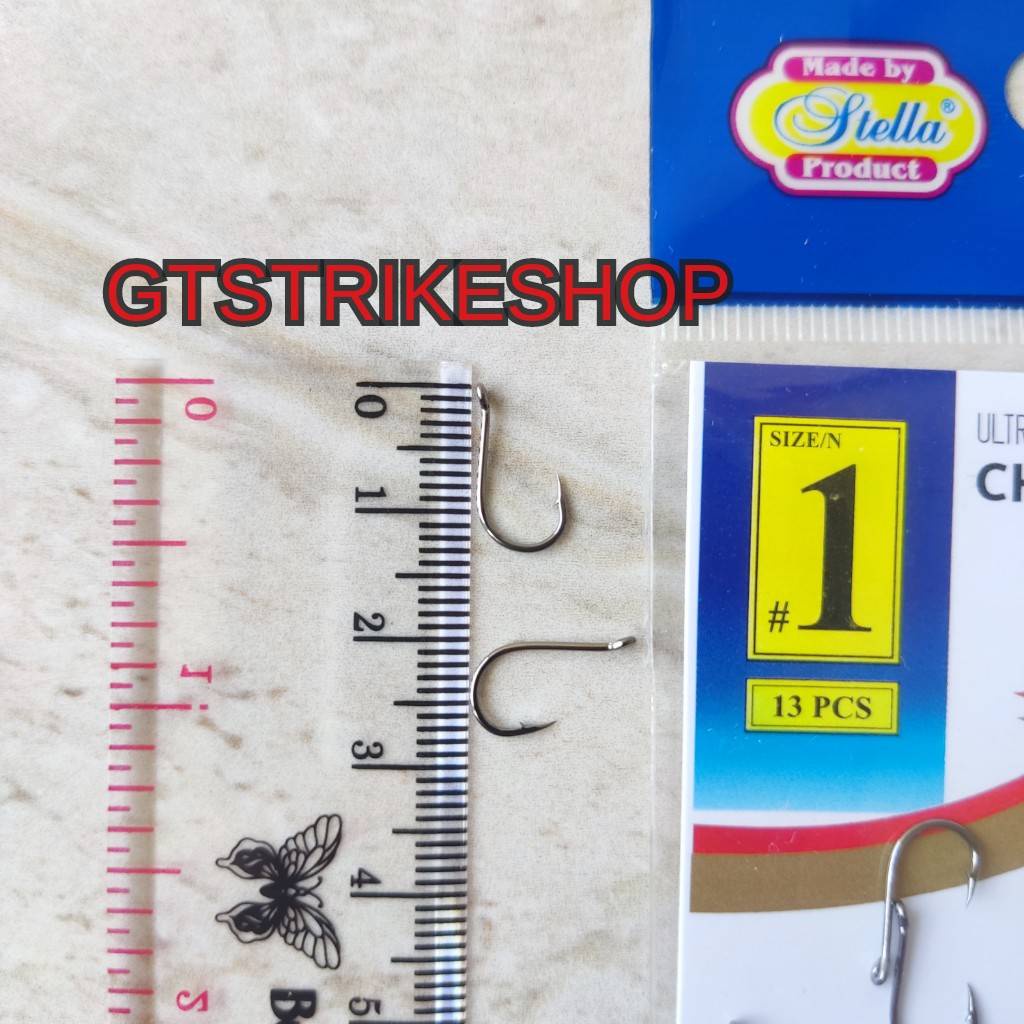 Made by
Stella®
Product
GTSTRIKESHOP
SIZE/N
#1
13 PCS
ULTR
CH
0
1
2
3
4
5
0
1
2